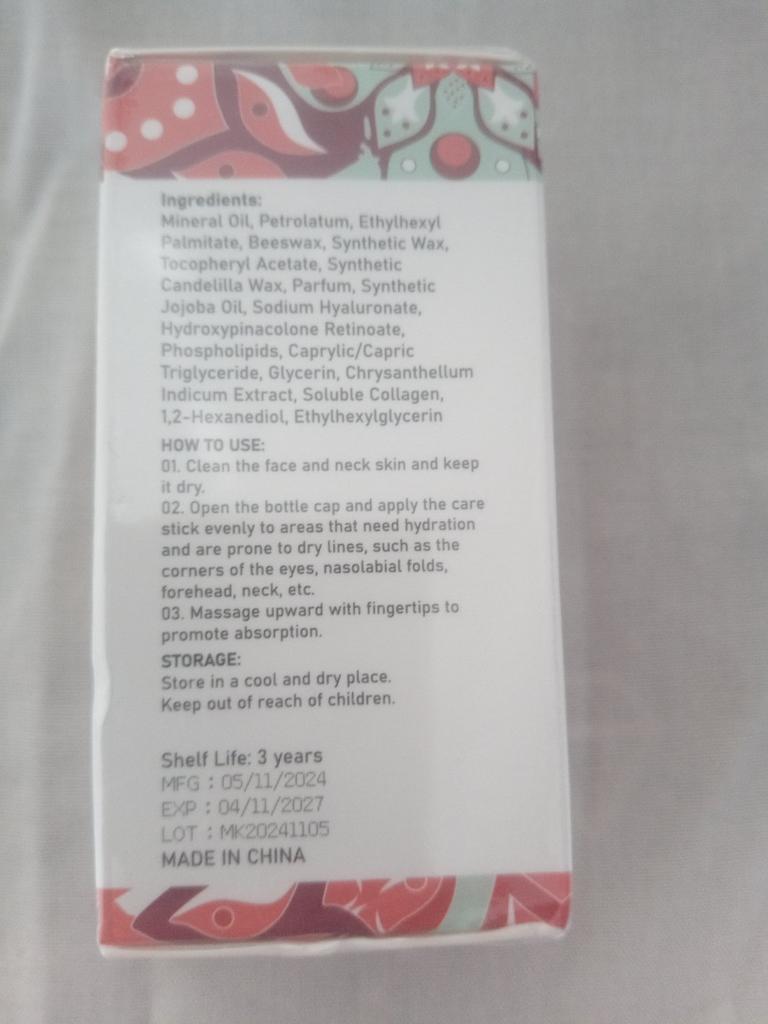 Ingredients:
Mineral Oil, Petrolatum, Ethylhexyl
Palmitate, Beeswax, Synthetic Wax,
Tocopheryl Acetate, Synthetic
Candelilla Wax, Parfum, Synthetic
Jojoba Oil, Sodium Hyaluronate,
Hydroxypinacolone Retinoate,
Phospholipids, Caprylic/Capric
Triglyceride, Glycerin, Chrysanthellum
Indicum Extract, Soluble Collagen,
1,2-Hexanediol, Ethylhexylglycerin
HOW TO USE:
01. Clean the face and neck skin and keep
it dry.
02. Open the bottle cap and apply the care
stick evenly to areas that need hydration
and are prone to dry lines, such as the
corners of the eyes, nasolabial folds,
forehead, neck, etc.
03. Massage upward with fingertips to
promote absorption.
STORAGE:
Store in a cool and dry place.
Keep out of reach of children.
Shelf Life: 3 years
MFG : 05/11/2024
EXP : 04/11/2027
LOT : MK20241105
MADE IN CHINA